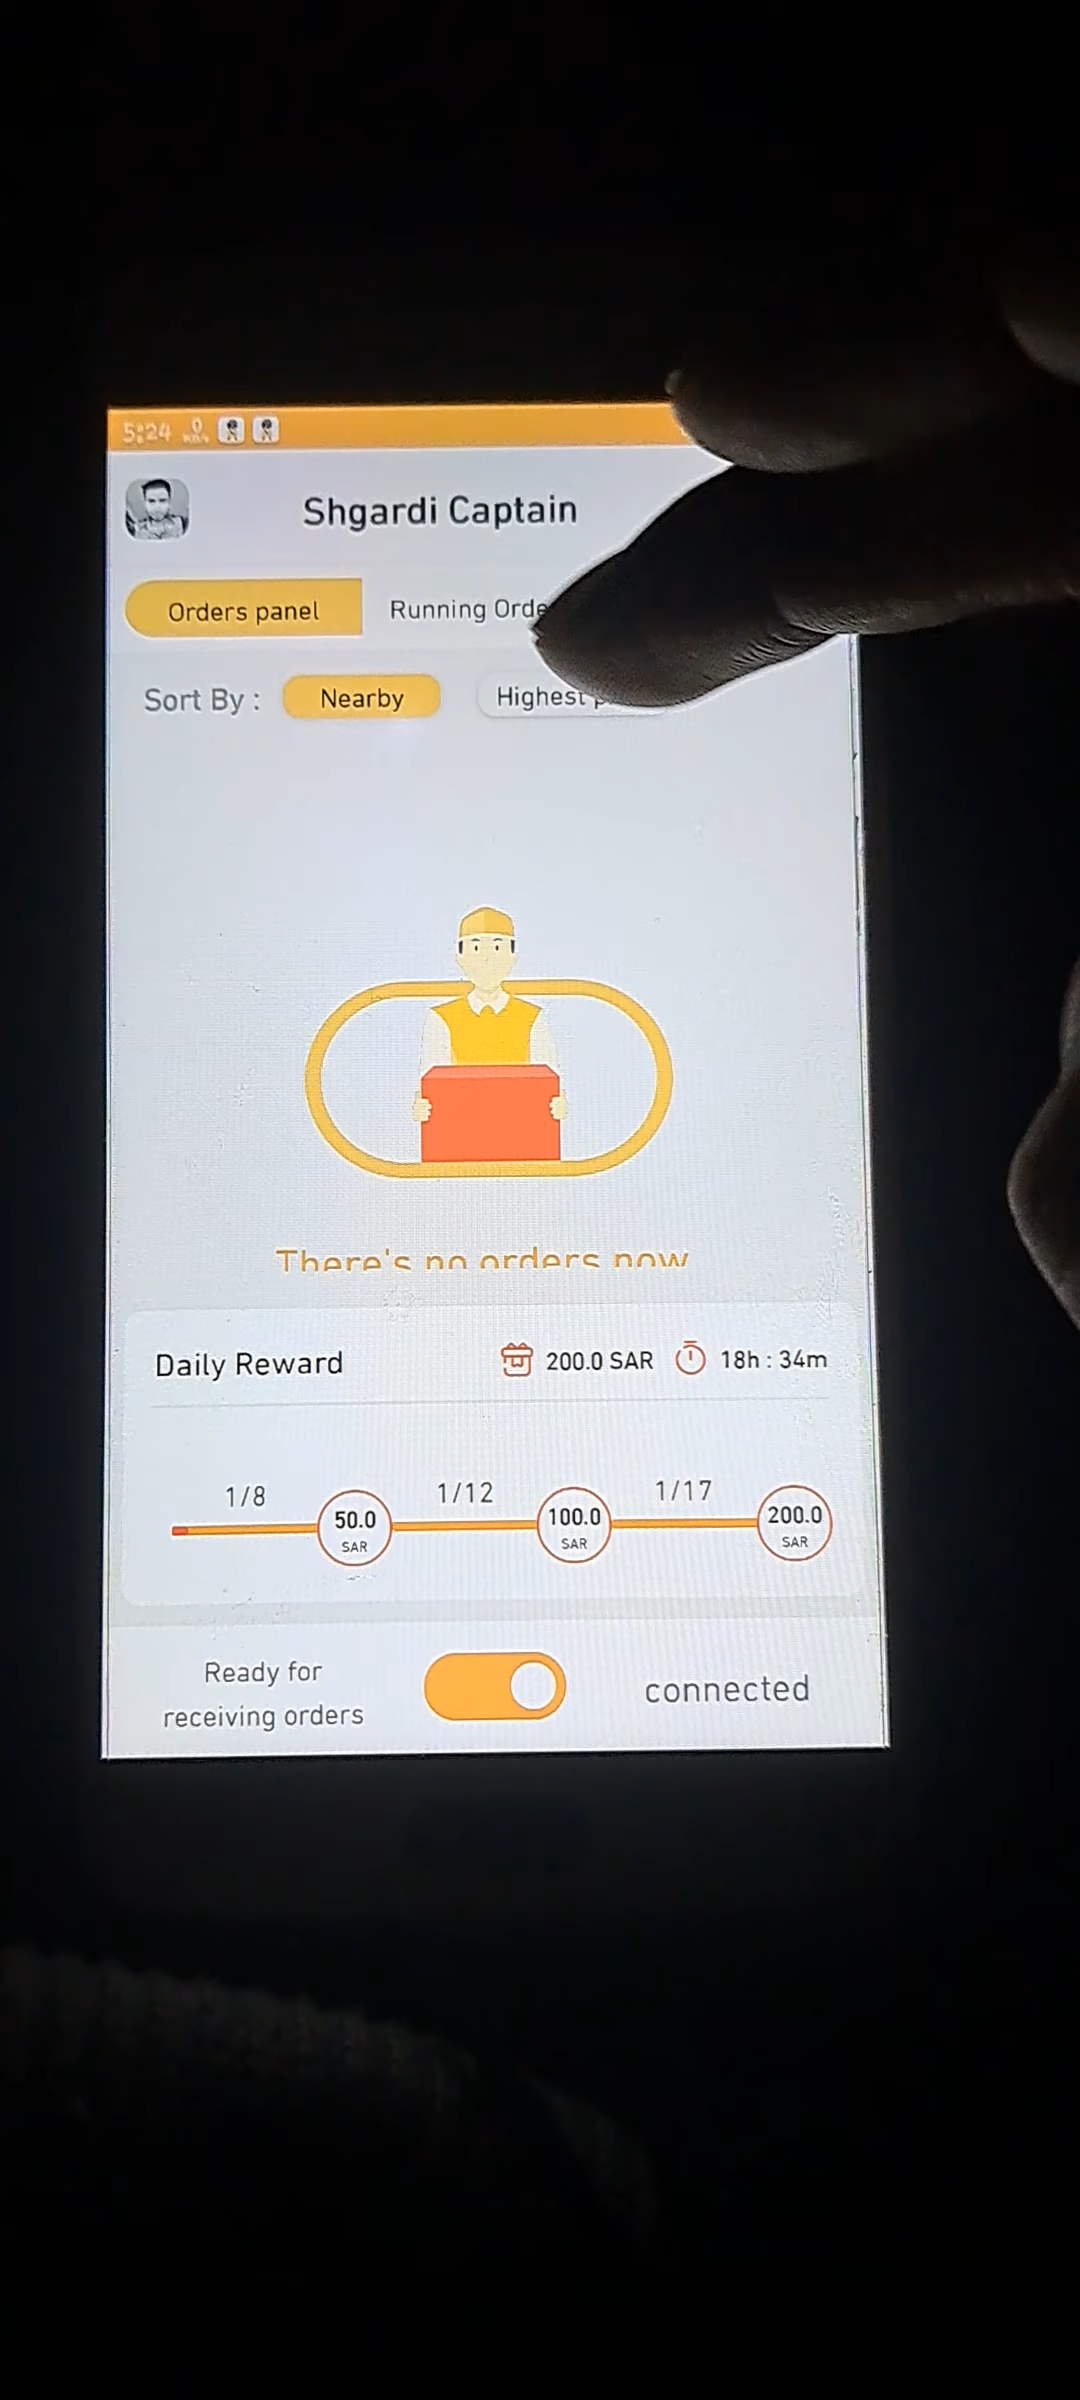 5:24
Shgardi Captain
Orders panel
Running Orde
Sort By :
Nearby
Highest
There's no orders now
Daily Reward
200.0 SAR
18h : 34m
1/8
1/12
1/17
50.0
SAR
100.0
SAR
200.0
SAR
Ready for
receiving orders
connected